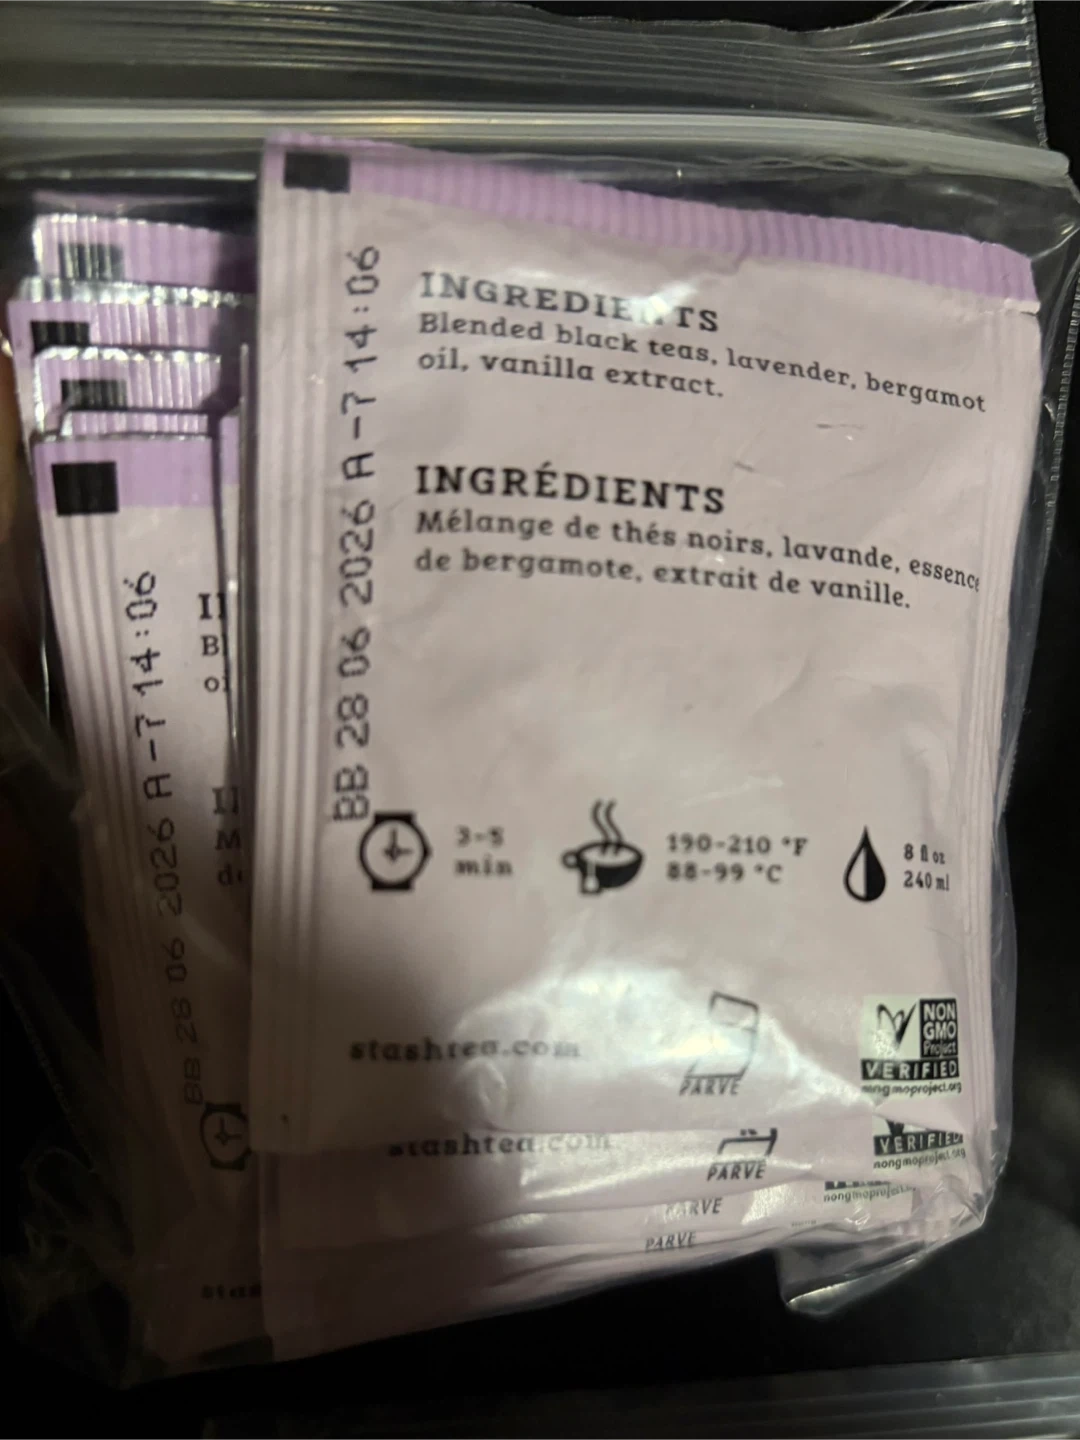 BB 28 06 2026 A-7 14:06
INGREDIENTS
Blended black teas, lavender, bergamot
oil, vanilla extract.
INGRÉDIENTS
Mélange de thés noirs, lavande, essence
de bergamote, extrait de vanille.
3-5
min
190-210 °F
88-99 °C
8 fl oz
240 ml
stashtea.com
PARVE
NON
GMO
Project
VERIFIED
nongmoproject.org
BB 28 06 2026 A-7 14:06
stashtea.com
PARVE
VERIFIED
nongmoproject.org
PARVE
PARVE